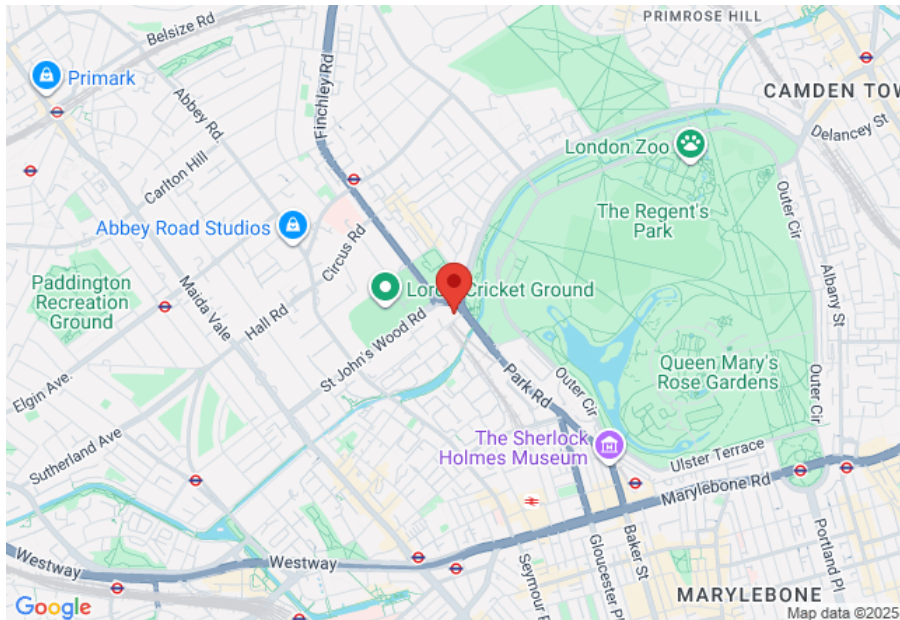 PRIMROSE HILL
Belsize Rd
Primark
Finchley Rd
CAMDEN TOW
Abbey Rd.
Delancey St
London Zoo
Carlton Hill
The Regent's
Park
Outer Cir
Abbey Road Studios
Circus Rd
Paddington
Recreation
Ground
Maida Vale
Albany St
Lord's Cricket Ground
Hall Rd
St John's Wood Rd
Queen Mary's
Rose Gardens
Elgin Ave.
Park Rd
Outer Cir
Outer Cir
The Sherlock
Holmes Museum
Sutherland Ave
Ulster Terrace
Marylebone Rd
Westway
Westway
Baker St
Gloucester Pl
Seymour P
Portland Pl
MARYLEBONE
Google
Map data ©2025